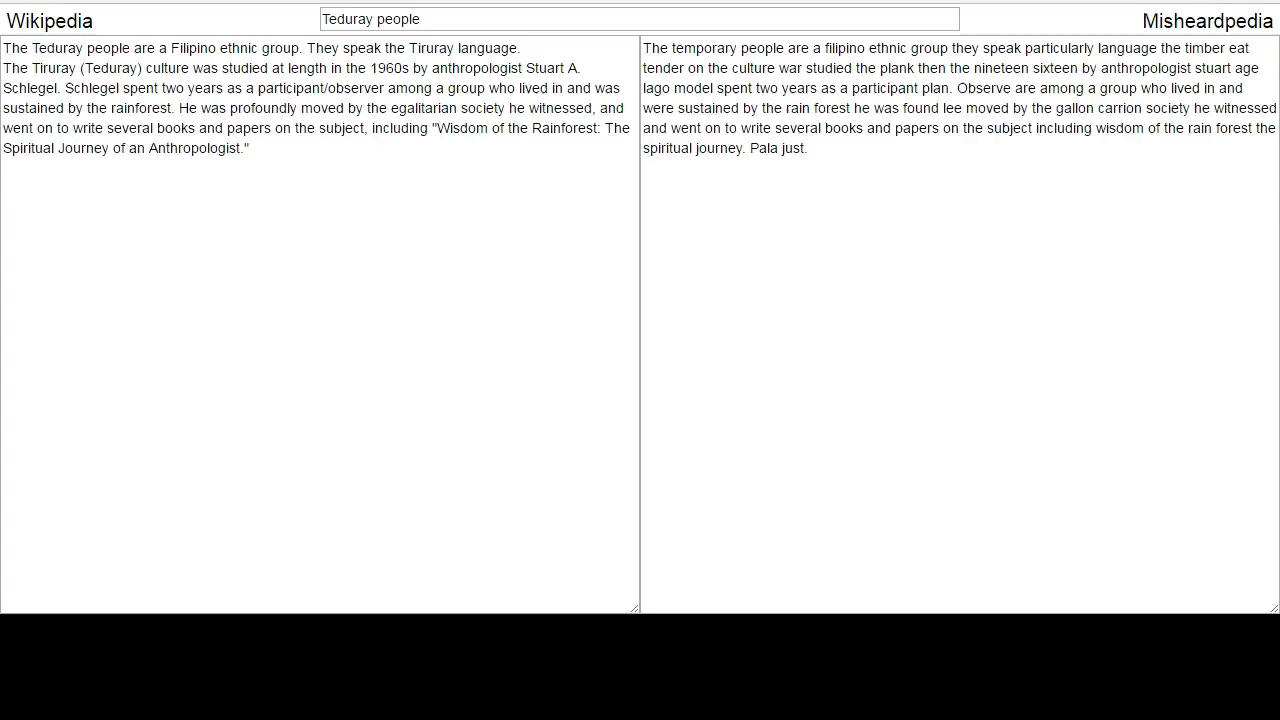 Wikipedia
Teduray people
Misheardpedia
The Teduray people are a Filipino ethnic group. They speak the Tiruray language.
The Tiruray (Teduray) culture was studied at length in the 1960s by anthropologist Stuart A.
Schlegel. Schlegel spent two years as a participant/observer among a group who lived in and was
sustained by the rainforest. He was profoundly moved by the egalitarian society he witnessed, and
went on to write several books and papers on the subject, including "Wisdom of the Rainforest: The
Spiritual Journey of an Anthropologist."
The temporary people are a filipino ethnic group they speak particularly language the timber eat
tender on the culture war studied the plank then the nineteen sixteen by anthropologist stuart age
lago model spent two years as a participant plan. Observe are among a group who lived in and
were sustained by the rain forest he was found lee moved by the gallon carrion society he witnessed
and went on to write several books and papers on the subject including wisdom of the rain forest the
spiritual journey. Pala just.